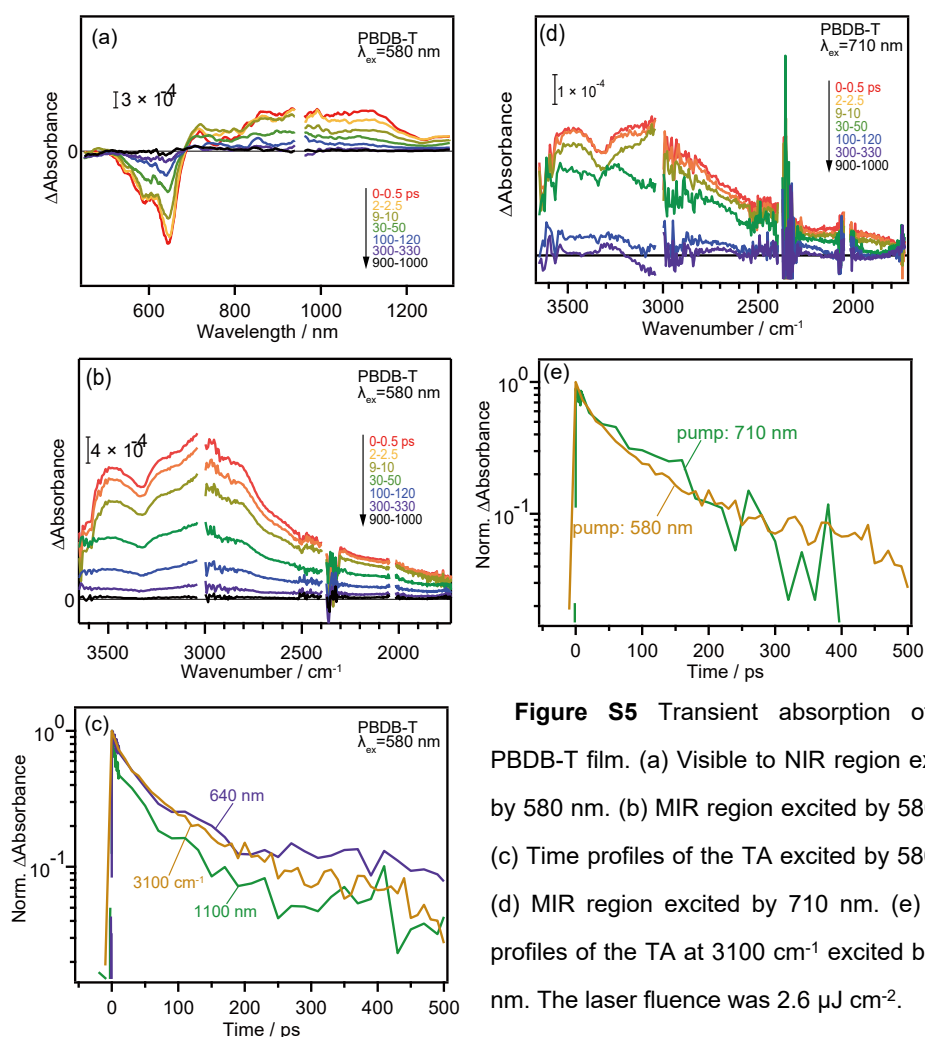 (a)
PBDB-T
λex=580 nm
3 × 10-4
ΔAbsorbance
0
0-0.5 ps
2-2.5
9-10
30-50
100-120
300-330
900-1000
600 800 1000 1200
Wavelength / nm
(d)
PBDB-T
λex=710 nm
1 × 10-4
ΔAbsorbance
0-0.5 ps
2-2.5
9-10
30-50
100-120
300-330
900-1000
3500 3000 2500 2000
Wavenumber / cm-1
(b)
PBDB-T
λex=580 nm
4 × 10-4
ΔAbsorbance
0
0-0.5 ps
2-2.5
9-10
30-50
100-120
300-330
900-1000
3500 3000 2500 2000
Wavenumber / cm-1
(e)
Norm. ΔAbsorbance
100
10-1
pump: 710 nm
pump: 580 nm
0 100 200 300 400 500
Time / ps
(c)
PBDB-T
λex=580 nm
Norm. ΔAbsorbance
100
10-1
640 nm
3100 cm-1
1100 nm
0 100 200 300 400 500
Time / ps
Figure S5 Transient absorption of
PBDB-T film. (a) Visible to NIR region ex
by 580 nm. (b) MIR region excited by 580
(c) Time profiles of the TA excited by 580
(d) MIR region excited by 710 nm. (e)
profiles of the TA at 3100 cm-1 excited b
nm. The laser fluence was 2.6 μJ cm-2.